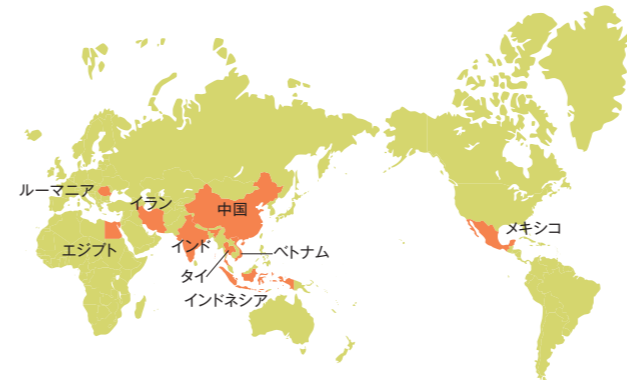 ルーマニア
イラン
中国
メキシコ
エジプト
インド
ベトナム
タイ
インドネシア